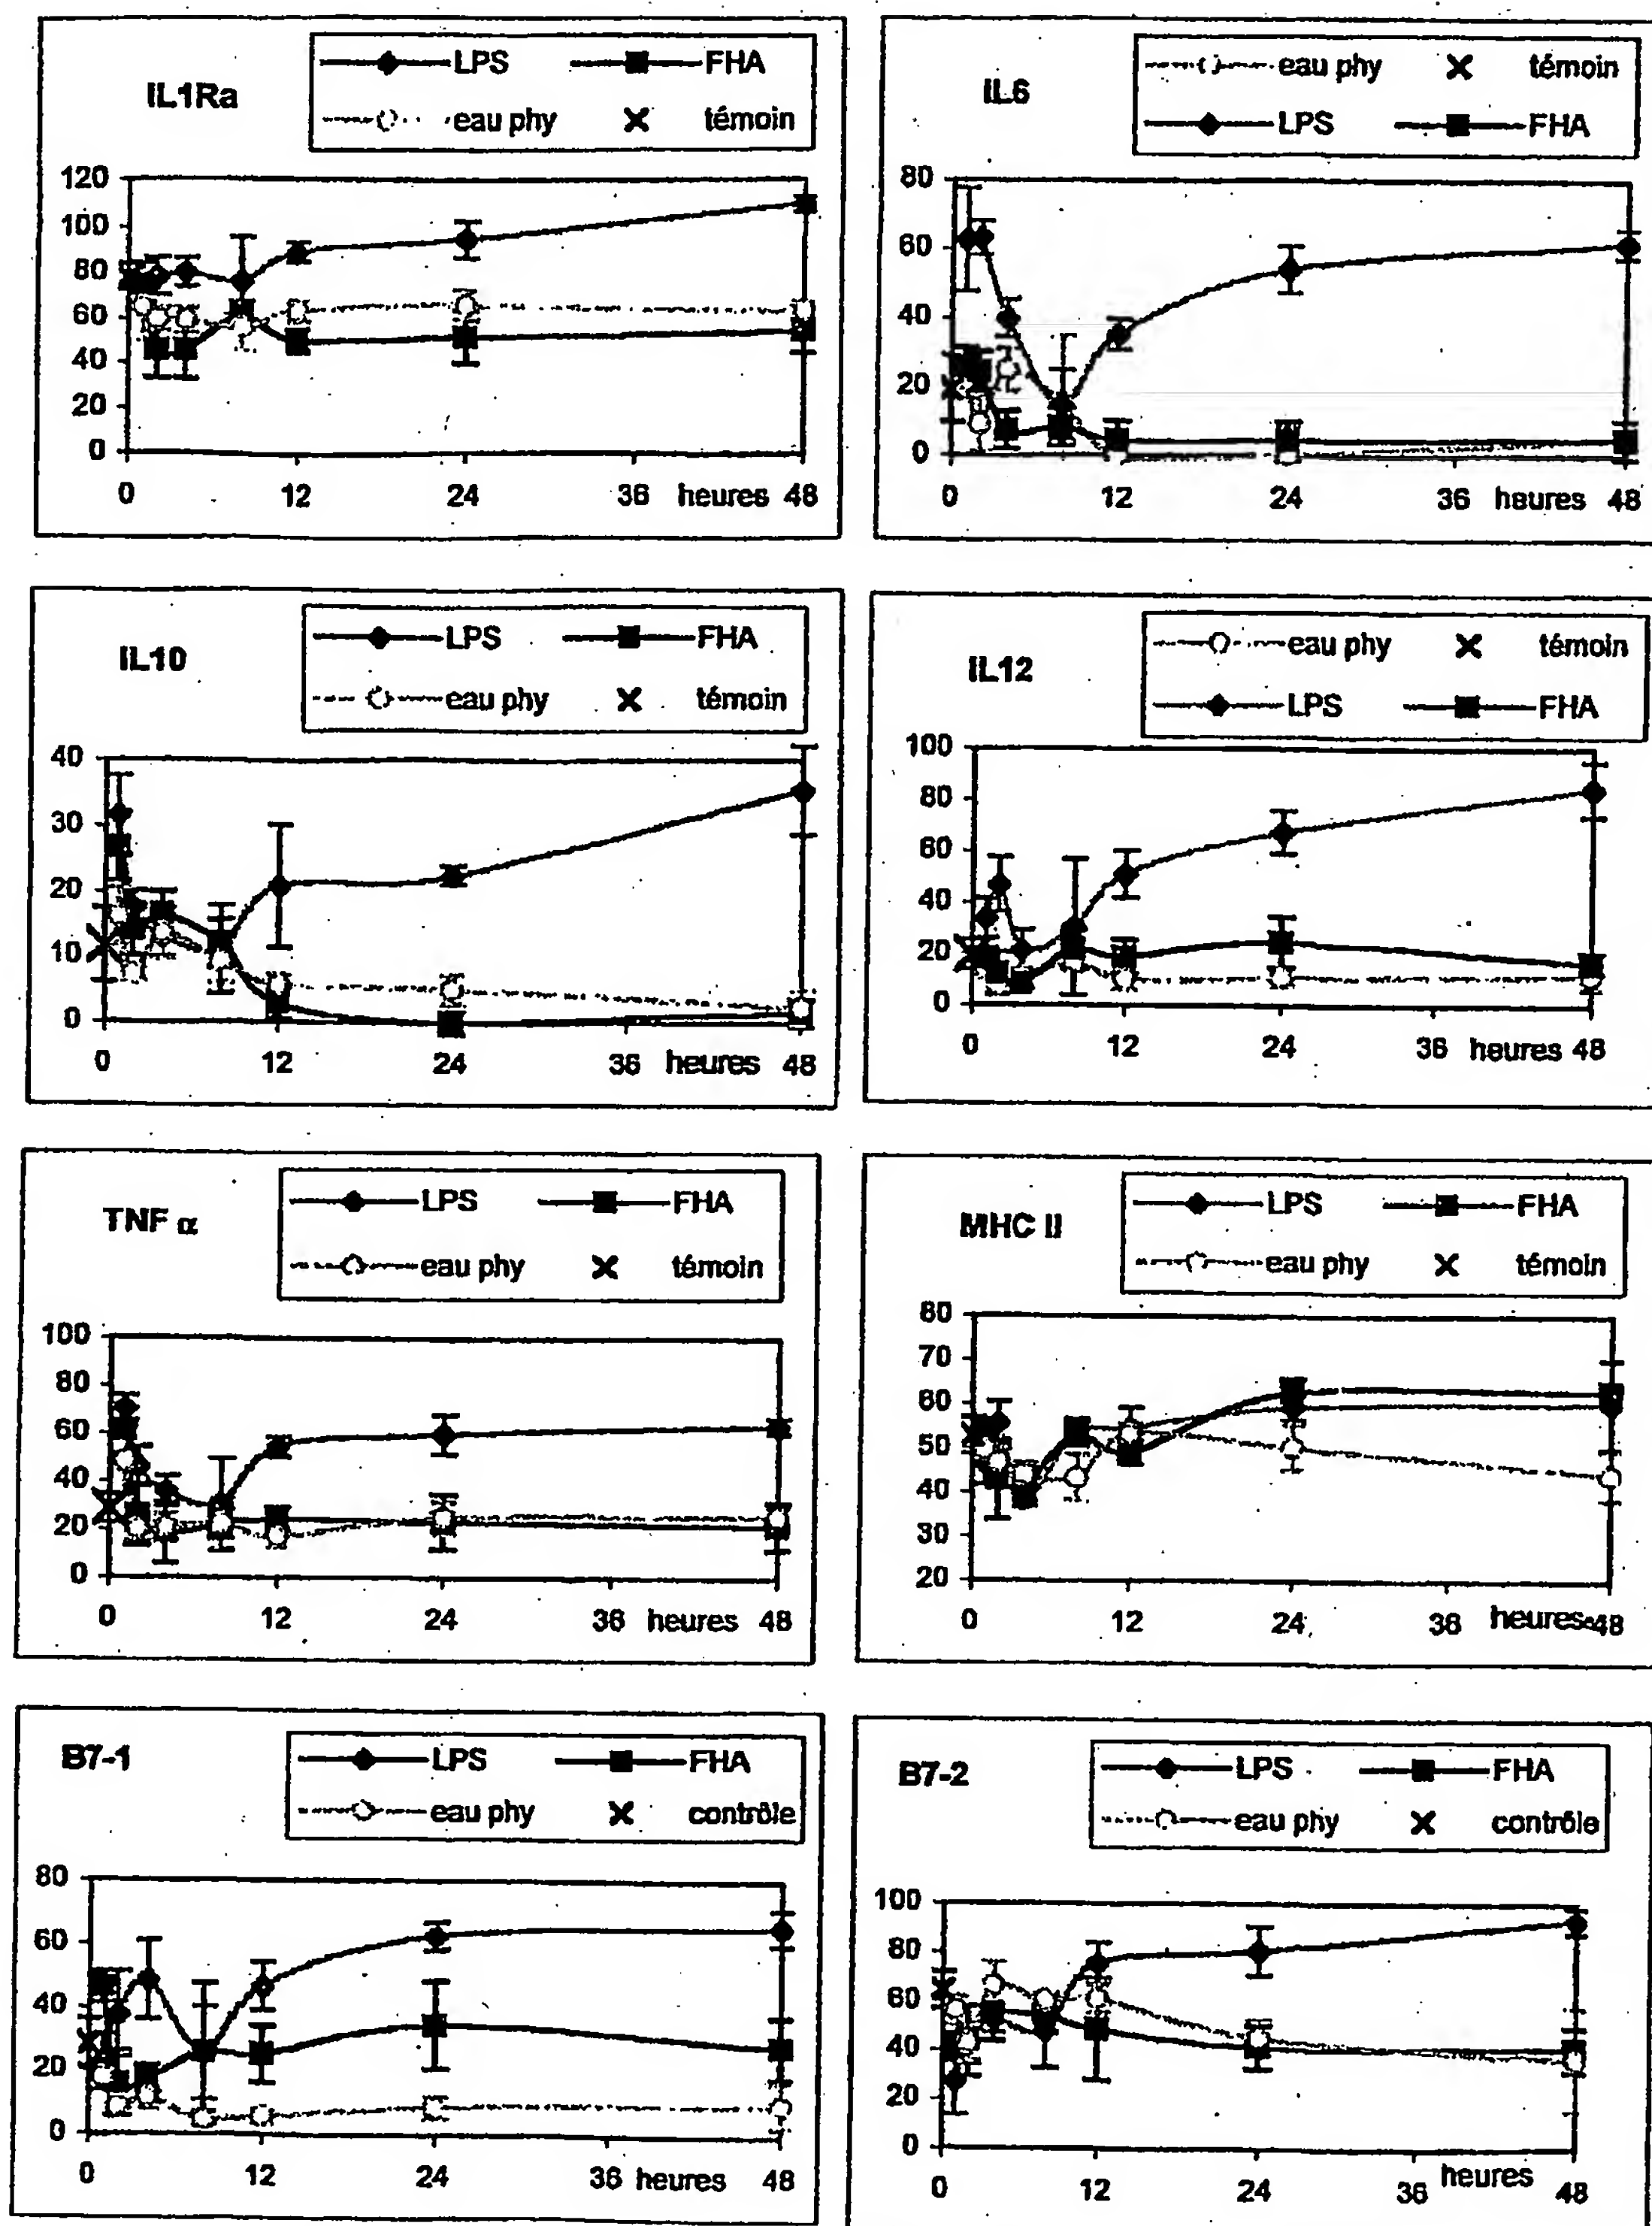 IL1Ra
LPS FHA
eau phy témoin
120
100
80
60
40
20
0
0 12 24 36 heures 48
IL6
eau phy témoin
LPS FHA
80
60
40
20
0
0 12 24 36 heures 48
IL10
LPS FHA
eau phy témoin
40
30
20
10
0
0 12 24 36 heures 48
IL12
eau phy témoin
LPS FHA
100
80
60
40
20
0
0 12 24 36 heures 48
TNF α
LPS FHA
eau phy témoin
100
80
60
40
20
0
0 12 24 36 heures 48
MHC II
LPS FHA
eau phy témoin
80
70
60
50
40
30
20
0 12 24 36 heures 48
B7-1
LPS FHA
eau phy contrôle
80
60
40
20
0
0 12 24 36 heures 48
B7-2
LPS FHA
eau phy contrôle
100
80
60
40
20
0
0 12 24 36 heures 48